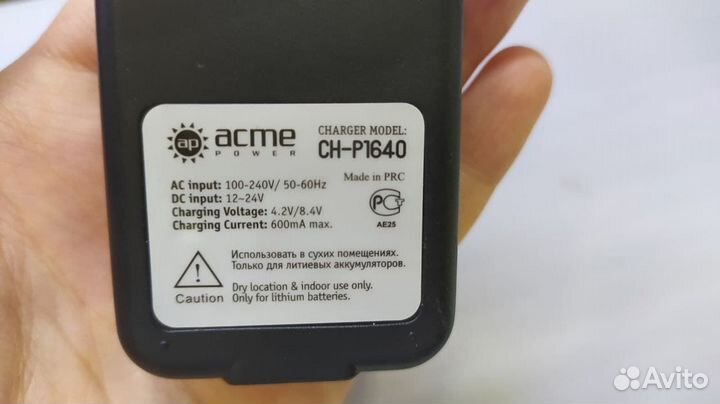 ap acme
POWER
CHARGER MODEL:
CH-P1640
AC input: 100-240V/ 50-60Hz
DC input: 12~24V
Charging Voltage: 4.2V/8.4V
Charging Current: 600mA max.
Made in PRC
РСТ
AE25
Использовать в сухих помещениях.
Только для литиевых аккумуляторов.
Caution
Dry location & indoor use only.
Only for lithium batteries.
Avito